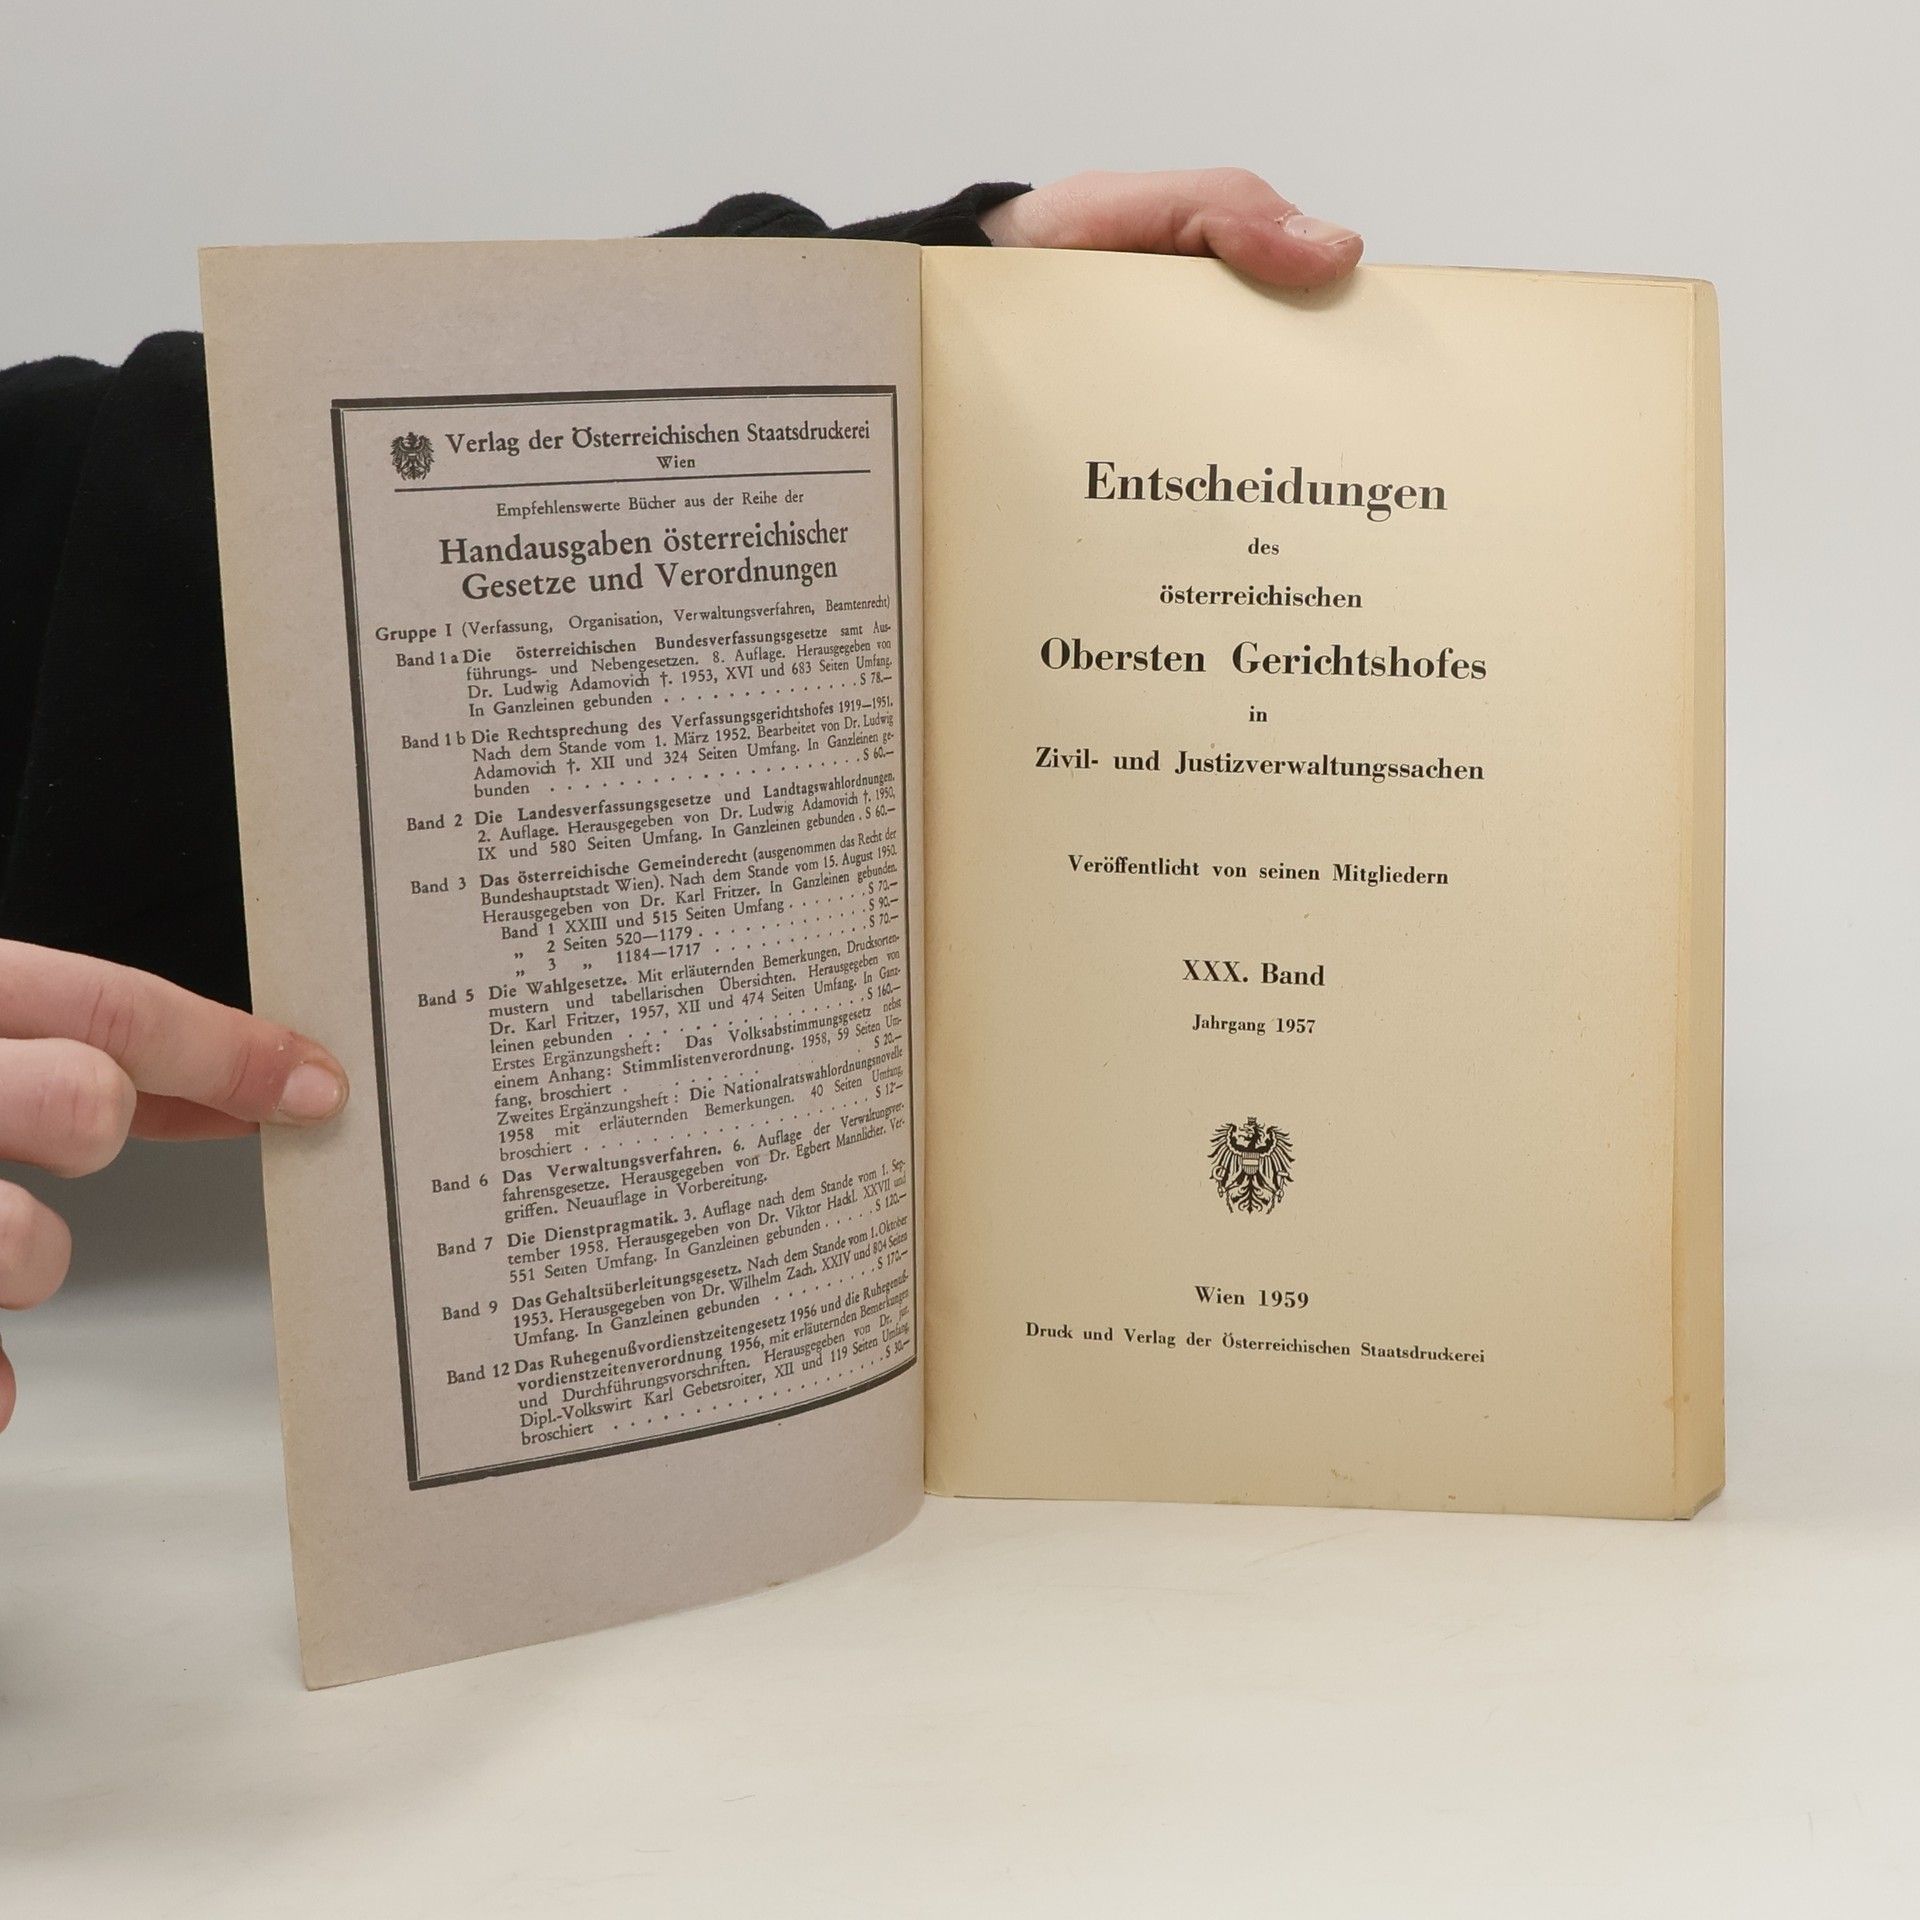 Verlag der Österreichischen Staatsdruckerei
Wien
Empfehlenswerte Bücher aus der Reihe der
Handausgaben österreichischer
Gesetze und Verordnungen
Gruppe I (Verfassung, Organisation, Verwaltungsverfahren, Beamtenrecht)
Band 1 a Die österreichischen Bundesverfassungsgesetze samt Aus-
führungs- und Nebengesetzen. 8. Auflage. Herausgegeben von
Dr. Ludwig Adamovich †. 1953, XVI und 683 Seiten Umfang.
In Ganzleinen gebunden . . . . . . . . . . . . . . S 78.—
Band 1 b Die Rechtsprechung des Verfassungsgerichtshofes 1919—1951.
Nach dem Stande vom 1. März 1952. Bearbeitet von Dr. Ludwig
Adamovich †. XII und 324 Seiten Umfang. In Ganzleinen ge-
bunden . . . . . . . . . . . . . . . . . . . S 60.—
Band 2 Die Landesverfassungsgesetze und Landtagswahlordnungen.
2. Auflage. Herausgegeben von Dr. Ludwig Adamovich †. 1950,
IX und 580 Seiten Umfang. In Ganzleinen gebunden . S 60.—
Band 3 Das österreichische Gemeinderecht (ausgenommen das Recht der
Bundeshauptstadt Wien). Nach dem Stande vom 15. August 1950.
Herausgegeben von Dr. Karl Fritzer. In Ganzleinen gebunden.
Band 1 XXIII und 515 Seiten Umfang . . . . . . . S 70.—
„ 2 Seiten 520—1179 . . . . . . . . . . . . . S 90.—
„ 3 „ 1184—1717 . . . . . . . . . . . . S 70.—
Band 5 Die Wahlgesetze. Mit erläuternden Bemerkungen, Drucksorten-
mustern und tabellarischen Übersichten. Herausgegeben von
Dr. Karl Fritzer, 1957, XII und 474 Seiten Umfang. In Ganz-
leinen gebunden . . . . . . . . . . . . . . . . S 160.—
Erstes Ergänzungsheft: Das Volksabstimmungsgesetz nebst
einem Anhang: Stimmlistenverordnung. 1958, 59 Seiten Um-
fang, broschiert . . . . . . . . . . . S 20.—
Zweites Ergänzungsheft: Die Nationalratswahlordnungsnovelle
1958 mit erläuternden Bemerkungen. 40 Seiten Umfang,
broschiert . . . . . . . . . . . . . . . . . . S 12'—
Band 6 Das Verwaltungsverfahren. 6. Auflage der Verwaltungsver-
fahrensgesetze. Herausgegeben von Dr. Egbert Mannlicher. Ver-
griffen. Neuauflage in Vorbereitung.
Band 7 Die Dienstpragmatik. 3. Auflage nach dem Stande vom 1. Sep-
tember 1958. Herausgegeben von Dr. Viktor Hackl. XXVII und
551 Seiten Umfang. In Ganzleinen gebunden . . . . . S 120.—
Band 9 Das Gehaltsüberleitungsgesetz. Nach dem Stande vom 1. Oktober
1953. Herausgegeben von Dr. Wilhelm Zach. XXIV und 804 Seiten
Umfang. In Ganzleinen gebunden . . . . . . . . S 170.—
Band 12 Das Ruhegenußvordienstzeitengesetz 1956 und die Ruhegenuß-
vordienstzeitenverordnung 1956, mit erläuternden Bemerkungen
und Durchführungsvorschriften. Herausgegeben von Dr. jur.
Dipl.-Volkswirt Karl Gebetsroiter, XII und 119 Seiten Umfang,
broschiert . . . . . . . . . . . . . . . . . . S 30.—
Entscheidungen
des
österreichischen
Obersten Gerichtshofes
in
Zivil- und Justizverwaltungssachen
Veröffentlicht von seinen Mitgliedern
XXX. Band
Jahrgang 1957
Wien 1959
Druck und Verlag der Österreichischen Staatsdruckerei